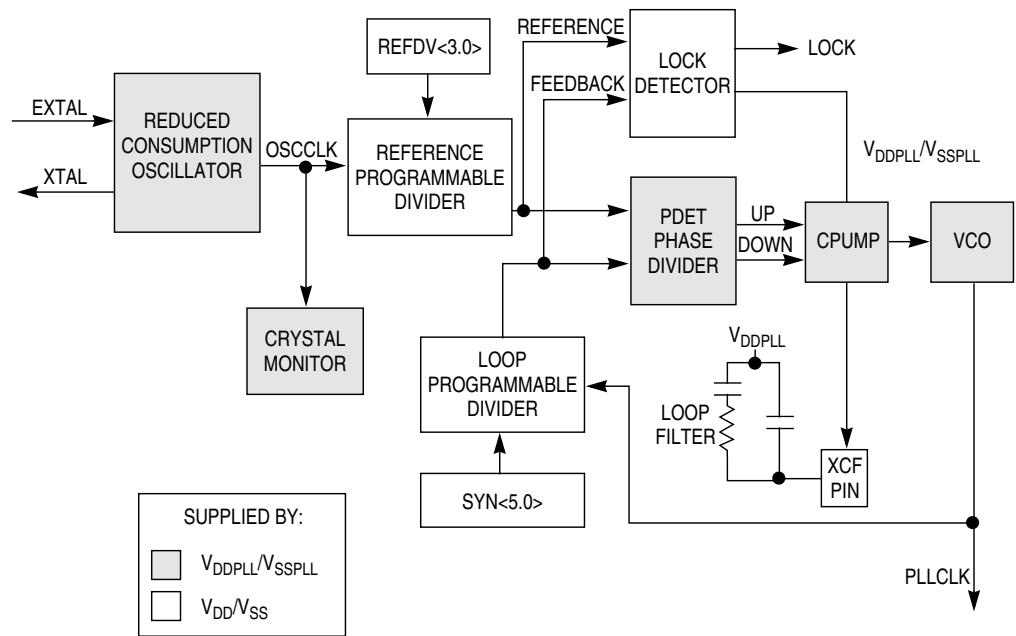 REFDV<3.0>
REFERENCE
LOCK
DETECTOR
LOCK
FEEDBACK
EXTAL
XTAL
REDUCED
CONSUMPTION
OSCILLATOR
OSCCLK
REFERENCE
PROGRAMMABLE
DIVIDER
VDDPLL/VSSPLL
PDET
PHASE
DIVIDER
UP
DOWN
CPUMP
VCO
CRYSTAL
MONITOR
LOOP
PROGRAMMABLE
DIVIDER
VDDPLL
LOOP
FILTER
XCF
PIN
SYN<5.0>
SUPPLIED BY:
VDDPLL/VSSPLL
VDD/VSS
PLLCLK